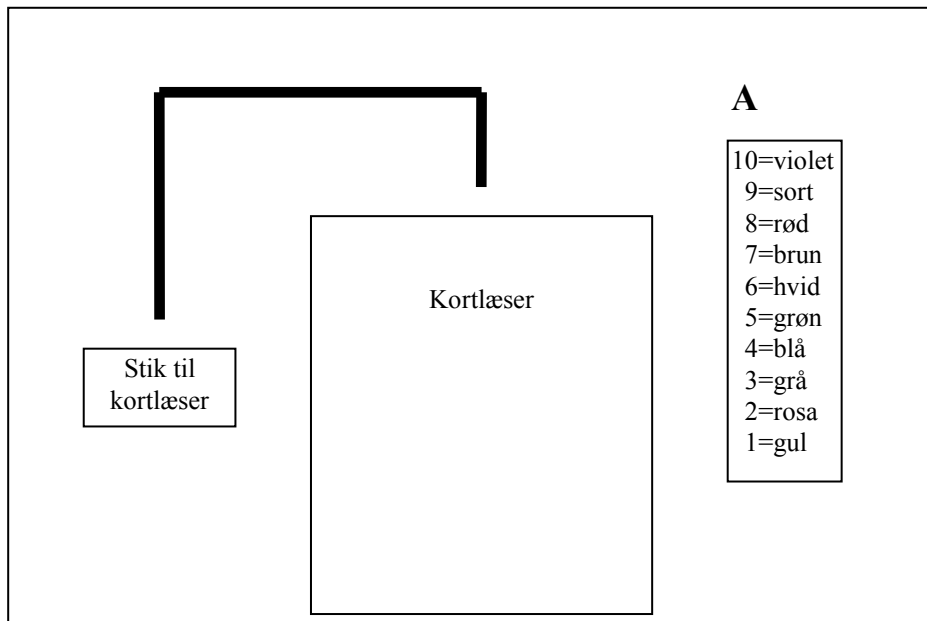 A
10=violet
9=sort
8=rød
7=brun
6=hvid
5=grøn
4=blå
3=grå
2=rosa
1=gul
Kortlæser
Stik til
kortlæser